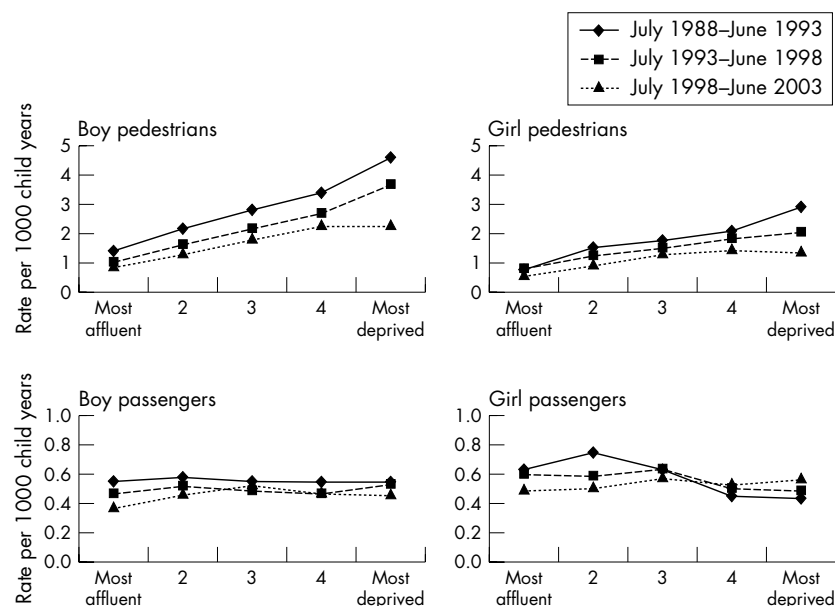 July 1988–June 1993
July 1993–June 1998
July 1998–June 2003
Rate per 1000 child years
Boy pedestrians
5
4
3
2
1
0
Most affluent
2
3
4
Most deprived
Girl pedestrians
5
4
3
2
1
0
Most affluent
2
3
4
Most deprived
Rate per 1000 child years
Boy passengers
1.0
0.8
0.6
0.4
0.2
0.0
Most affluent
2
3
4
Most deprived
Girl passengers
1.0
0.8
0.6
0.4
0.2
0.0
Most affluent
2
3
4
Most deprived